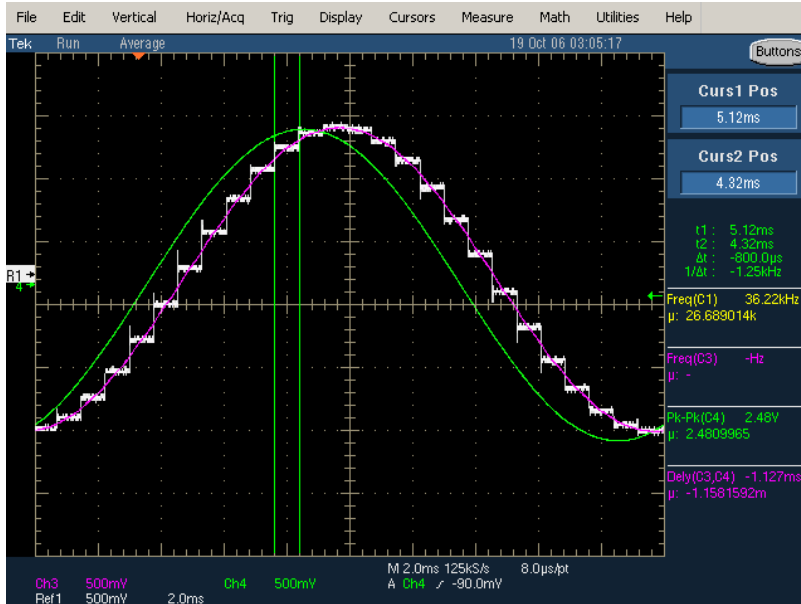 File Edit Vertical Horiz/Acq Trig Display Cursors Measure Math Utilities Help
Tek Run Average 19 Oct 06 03:05:17
Buttons
Curs1 Pos
5.12ms
Curs2 Pos
4.32ms
t1 : 5.12ms
t2 : 4.32ms
Δt : -800.0µs
1/Δt : -1.25kHz
R1
4
Freq(C1) 36.22kHz
µ: 26.689014k
Freq(C3) -Hz
µ: -
Pk-Pk(C4) 2.48V
µ: 2.4809965
Dely(C3,C4) -1.127ms
µ: -1.1581592m
M 2.0ms 125kS/s 8.0µs/pt
Ch3 500mV Ch4 500mV A Ch4 -90.0mV
Ref1 500mV 2.0ms